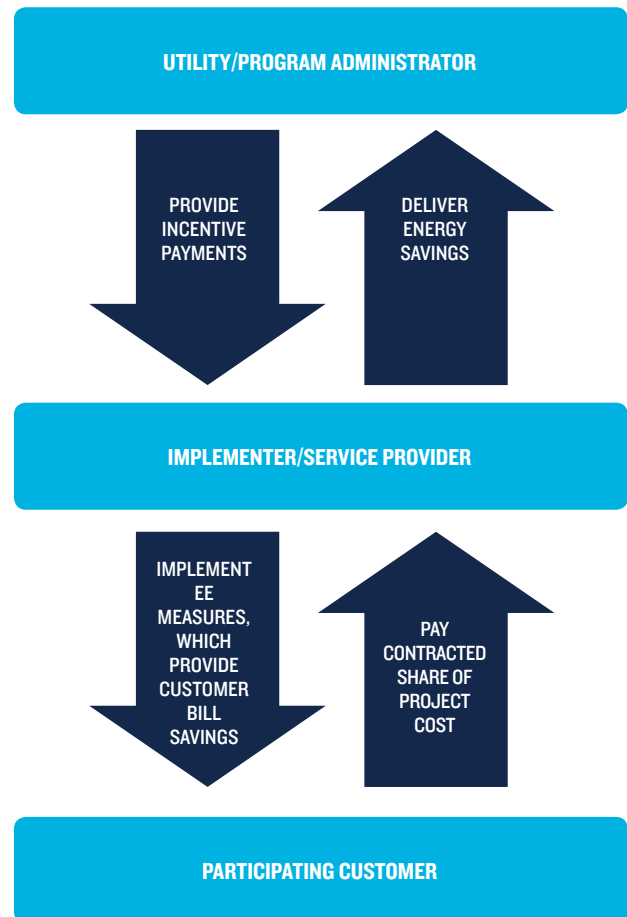 UTILITY/PROGRAM ADMINISTRATOR
PROVIDE
INCENTIVE
PAYMENTS
DELIVER
ENERGY
SAVINGS
IMPLEMENTER/SERVICE PROVIDER
IMPLEMENT
EE
MEASURES,
WHICH
PROVIDE
CUSTOMER
BILL
SAVINGS
PAY
CONTRACTED
SHARE OF
PROJECT
COST
PARTICIPATING CUSTOMER